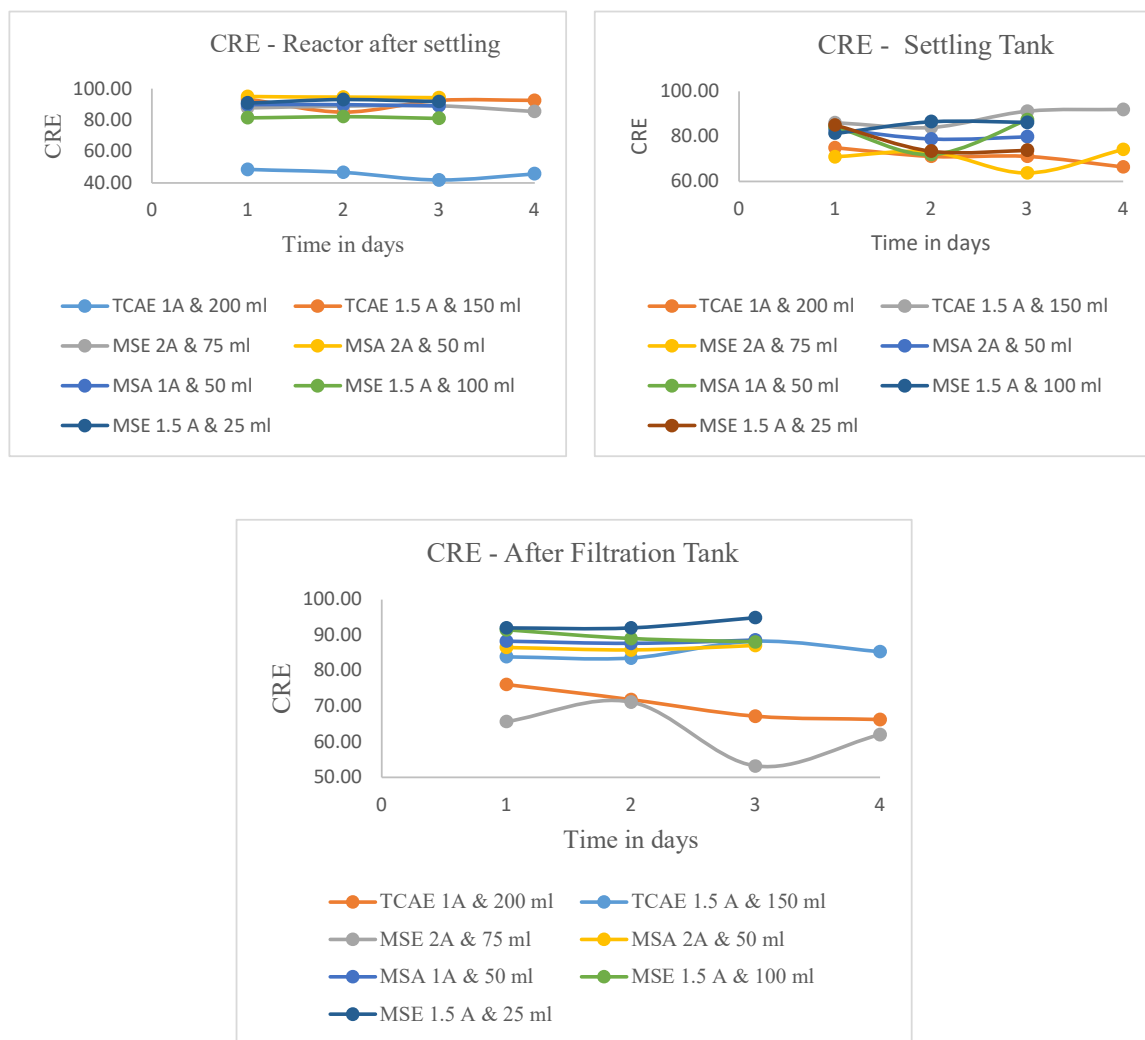 CRE - Reactor after settling
100.00
80.00
60.00
40.00
CRE
0 1 2 3 4
Time in days
TCAE 1A & 200 ml TCAE 1.5 A & 150 ml
MSE 2A & 75 ml MSA 2A & 50 ml
MSA 1A & 50 ml MSE 1.5 A & 100 ml
MSE 1.5 A & 25 ml
CRE - Settling Tank
100.00
80.00
60.00
CRE
0 1 2 3 4
Time in days
TCAE 1A & 200 ml TCAE 1.5 A & 150 ml
MSE 2A & 75 ml MSA 2A & 50 ml
MSA 1A & 50 ml MSE 1.5 A & 100 ml
MSE 1.5 A & 25 ml
CRE - After Filtration Tank
100.00
90.00
80.00
70.00
60.00
50.00
CRE
0 1 2 3 4
Time in days
TCAE 1A & 200 ml TCAE 1.5 A & 150 ml
MSE 2A & 75 ml MSA 2A & 50 ml
MSA 1A & 50 ml MSE 1.5 A & 100 ml
MSE 1.5 A & 25 ml